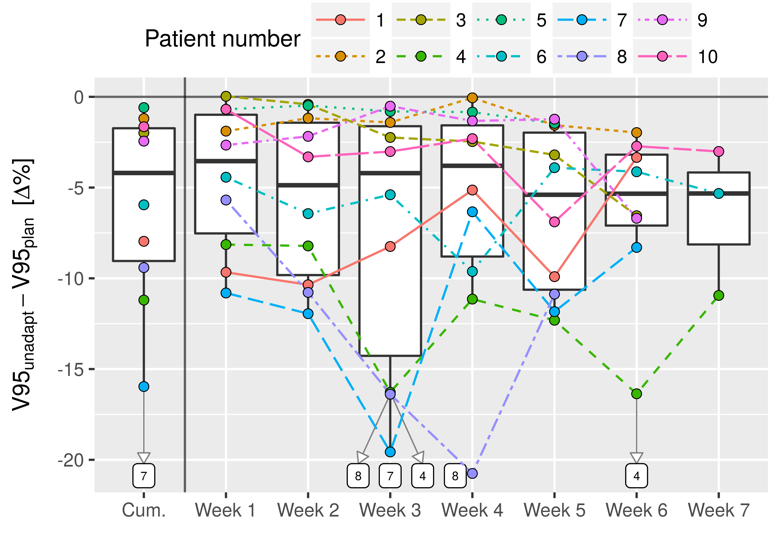 Patient number
1 3 5 7 9
2 4 6 8 10
V95unadapt − V95plan [Δ%]
0
-5
-10
-15
-20
7 8 7 4 8 4
Cum. Week 1 Week 2 Week 3 Week 4 Week 5 Week 6 Week 7